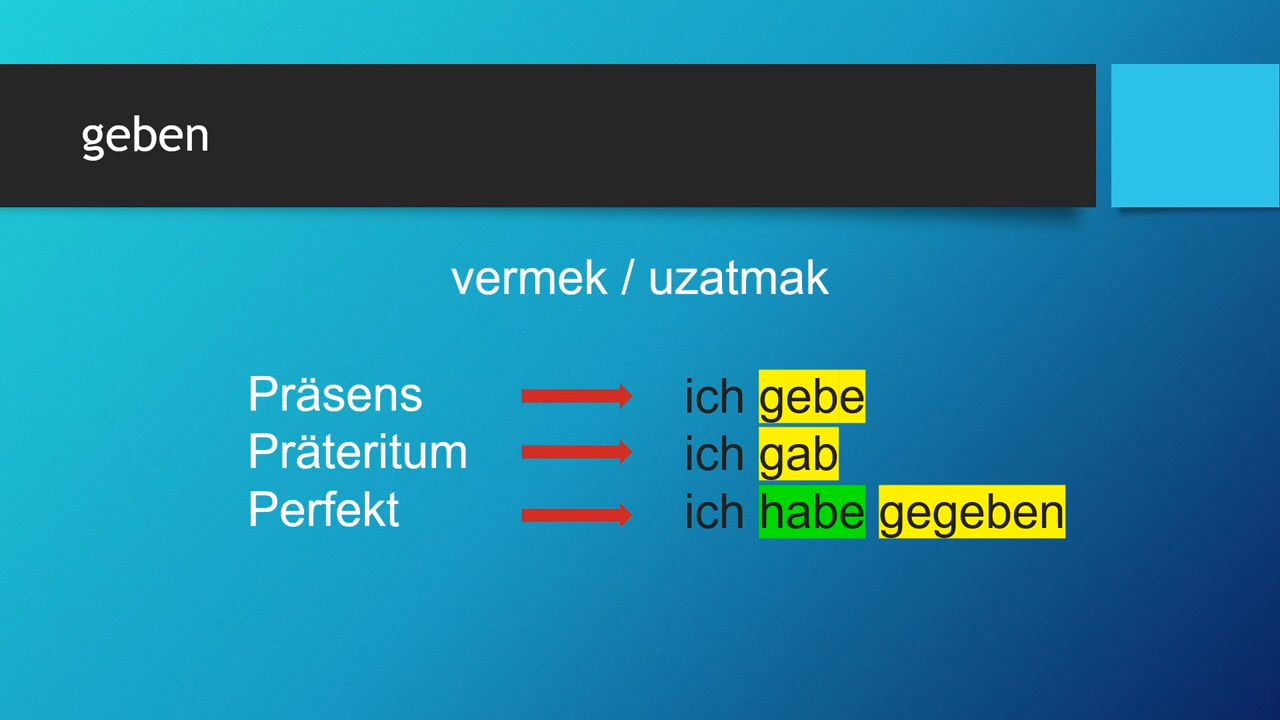 geben
vermek / uzatmak
Präsens ich gebe
Präteritum ich gab
Perfekt ich habe gegeben